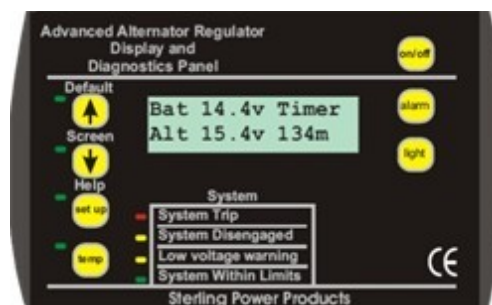 Advanced Alternator Regulator
Display and
Diagnostics Panel
on/off
Default
alarm
Bat 14.4v Timer
Alt 15.4v 134m
Screen
light
Help
set up
System
System Trip
System Disengaged
temp
Low voltage warning
System Within Limits
CE
Sterling Power Products